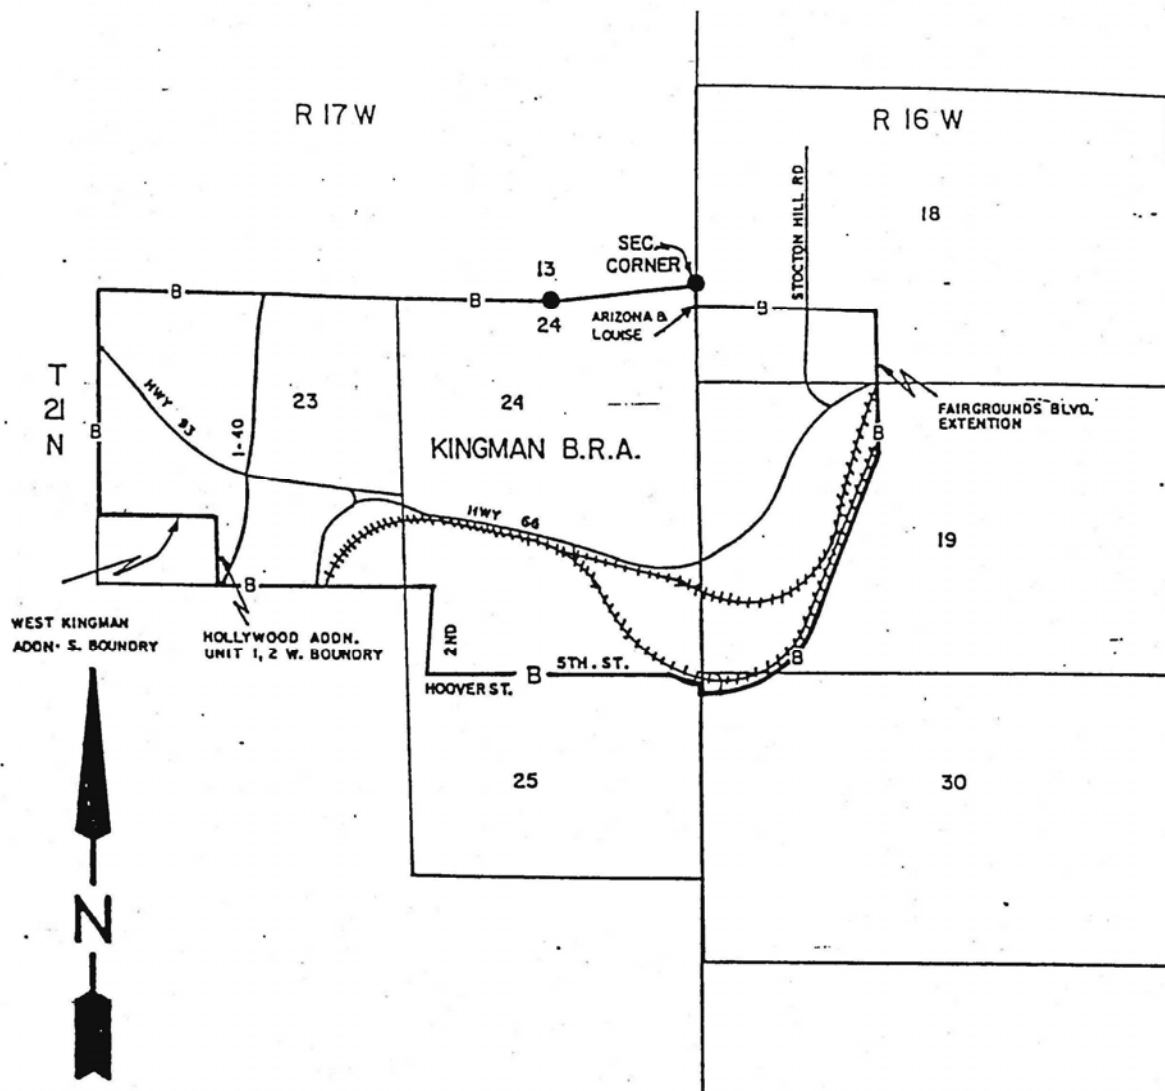 R 17 W
R 16 W
STOCTON HILL RD
18
SEC.
CORNER
13
B
B
24
ARIZONA &
LOUISE
B
T
21
N
HWY 93
I-40
23
24
B
FAIRGROUNDS BLVD.
EXTENTION
B
KINGMAN B.R.A.
HWY 66
19
B
WEST KINGMAN
ADDN. S. BOUNDRY
HOLLYWOOD ADDN.
UNIT 1, 2 W. BOUNDRY
2ND
5TH. ST.
B
HOOVER ST.
B
25
30
N